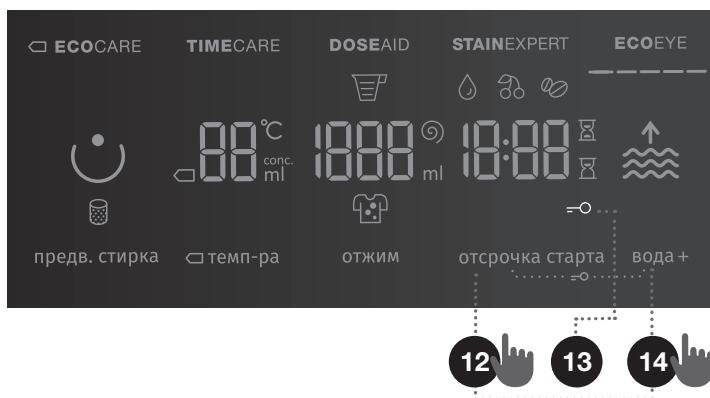 ECOCARE TIMECARE DOSEAID STAINEXPERT ECOEYE
88 °C 1888 18:88
conc.
ml ml
предв. стирка темп-ра отжим отсрочка старта вода+
12 13 14